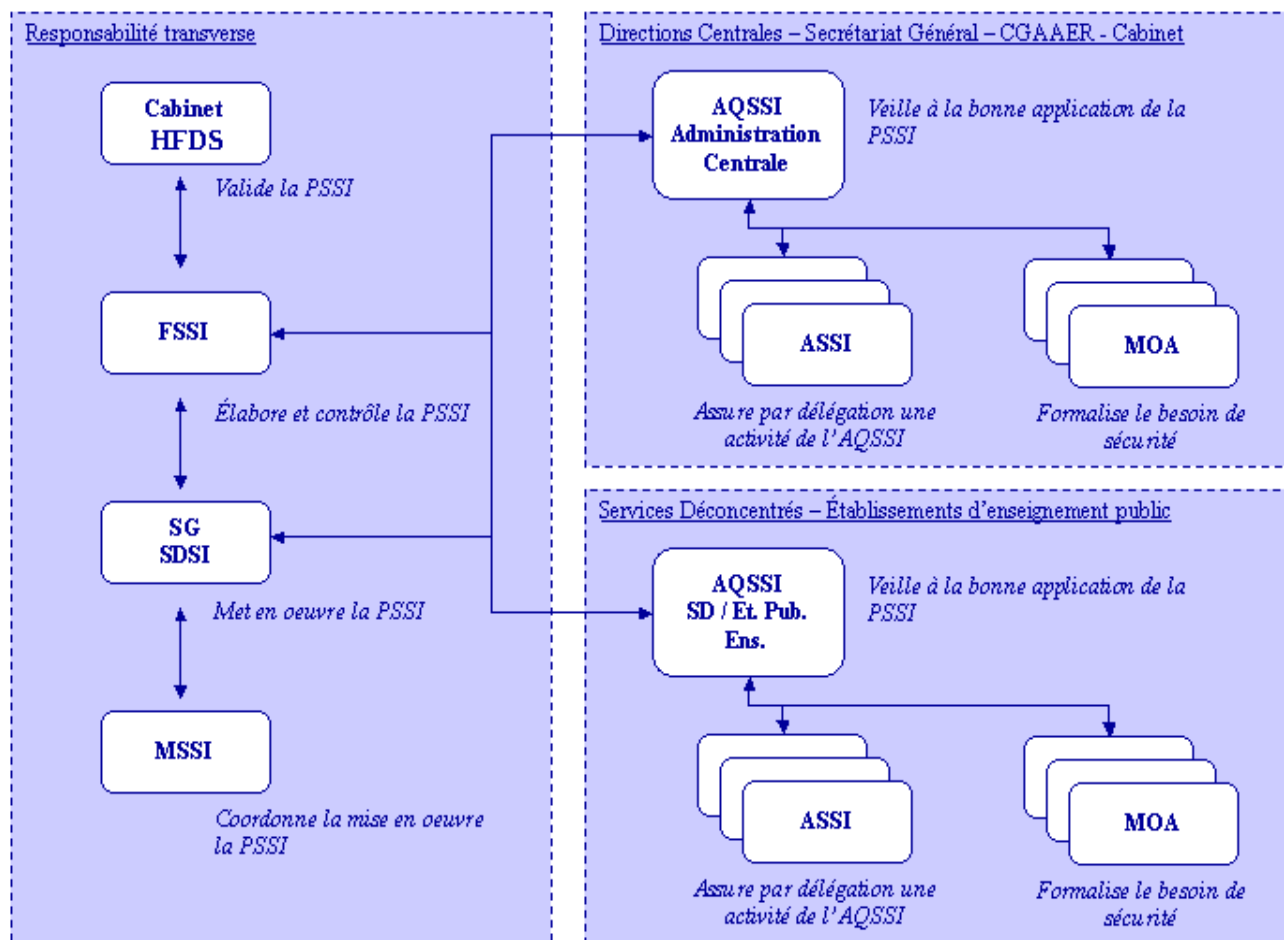 Responsabilité transverse
Cabinet
HFDS
Valide la PSSI
FSSI
Élabore et contrôle la PSSI
SG
SDSI
Met en oeuvre la PSSI
MSSI
Coordonne la mise en oeuvre
la PSSI
Directions Centrales – Secrétariat Général – CGAAER - Cabinet
AQSSI
Administration
Centrale
Veille à la bonne application de la
PSSI
ASSI
MOA
Assure par délégation une
activité de l'AQSSI
Formalise le besoin de
sécurité
Services Déconcentrés – Établissements d'enseignement public
AQSSI
SD / Et. Pub.
Ens.
Veille à la bonne application de la
PSSI
ASSI
MOA
Assure par délégation une
activité de l'AQSSI
Formalise le besoin de
sécurité